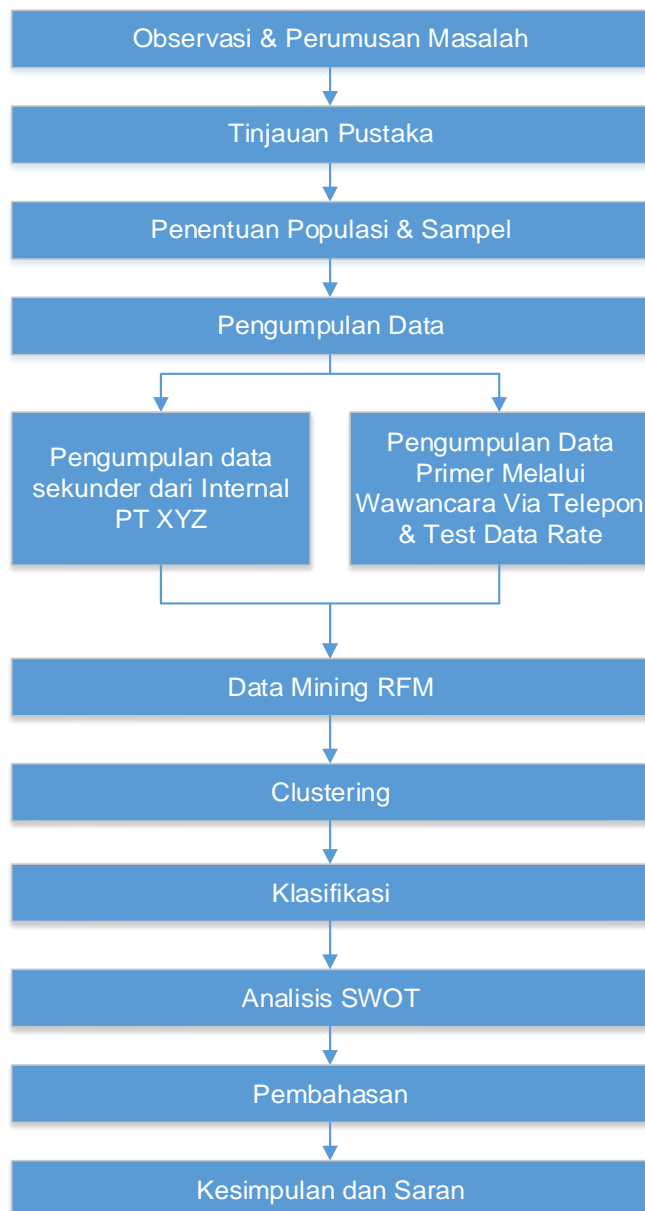 Observasi & Perumusan Masalah
Tinjauan Pustaka
Penentuan Populasi & Sampel
Pengumpulan Data
Pengumpulan data
sekunder dari Internal
PT XYZ
Pengumpulan Data
Primer Melalui
Wawancara Via Telepon
& Test Data Rate
Data Mining RFM
Clustering
Klasifikasi
Analisis SWOT
Pembahasan
Kesimpulan dan Saran